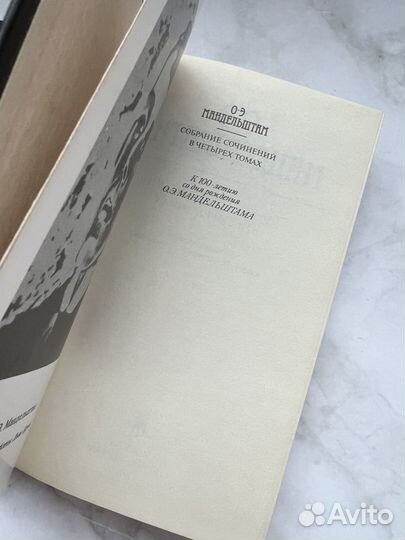 О·Э
МАНДЕЛЬШТАМ
СОБРАНИЕ СОЧИНЕНИЙ
В ЧЕТЫРЕХ ТОМАХ
К 100-летию
со дня рождения
О.Э.МАНДЕЛЬШТАМА
Avito